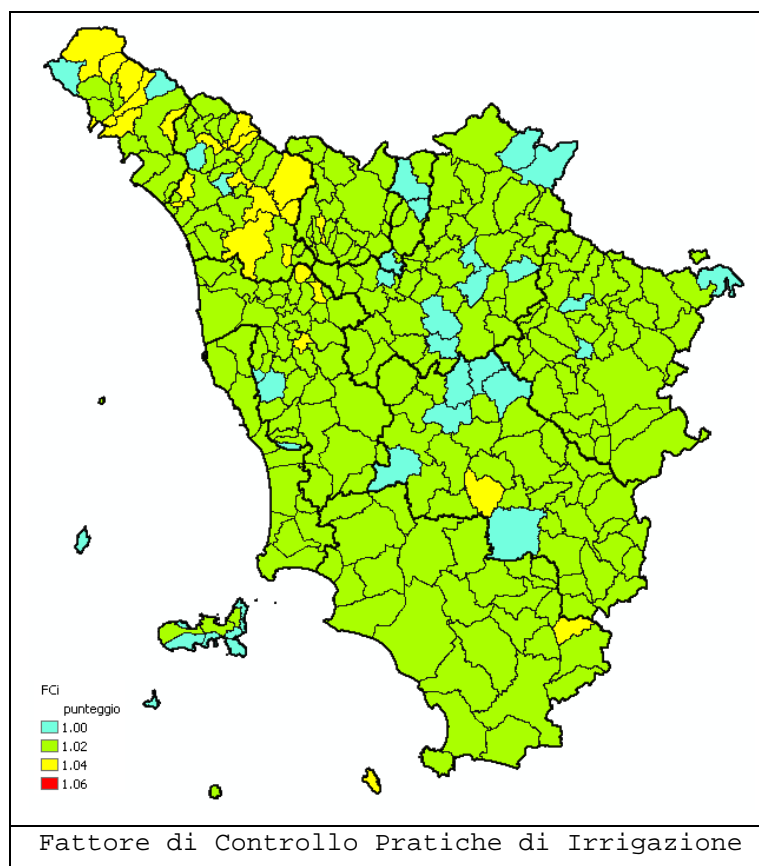 FCi
punteggio
1.00
1.02
1.04
1.06
Fattore di Controllo Pratiche di Irrigazione